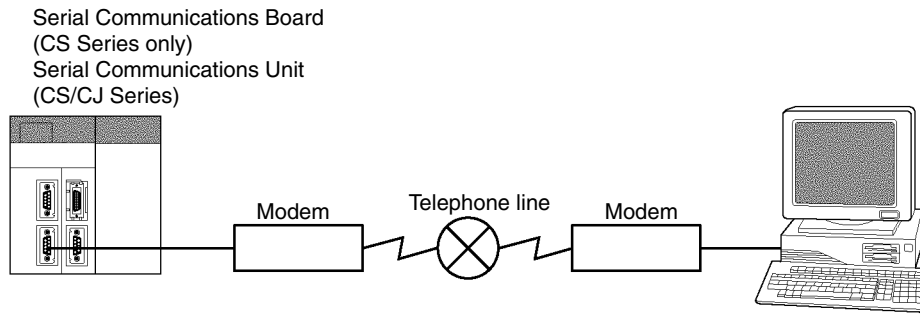 Serial Communications Board
(CS Series only)
Serial Communications Unit
(CS/CJ Series)
Modem
Telephone line
Modem